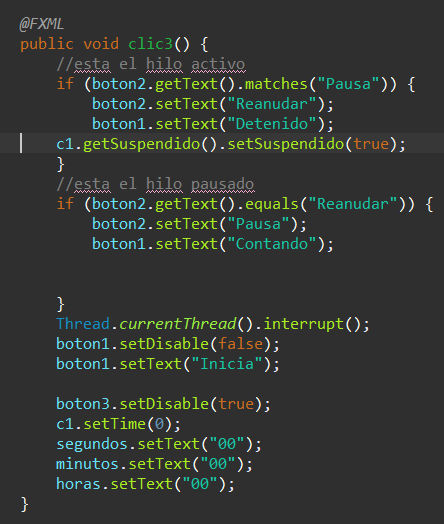 @FXML
public void clic3() {
//esta el hilo activo
if (boton2.getText().matches("Pausa")) {
boton2.setText("Reanudar");
boton1.setText("Detenido");
c1.getSuspendido().setSuspendido(true);
}
//esta el hilo pausado
if (boton2.getText().equals("Reanudar")) {
boton2.setText("Pausa");
boton1.setText("Contando");
}
Thread.currentThread().interrupt();
boton1.setDisable(false);
boton1.setText("Inicia");
boton3.setDisable(true);
c1.setTime(0);
segundos.setText("00");
minutos.setText("00");
horas.setText("00");
}